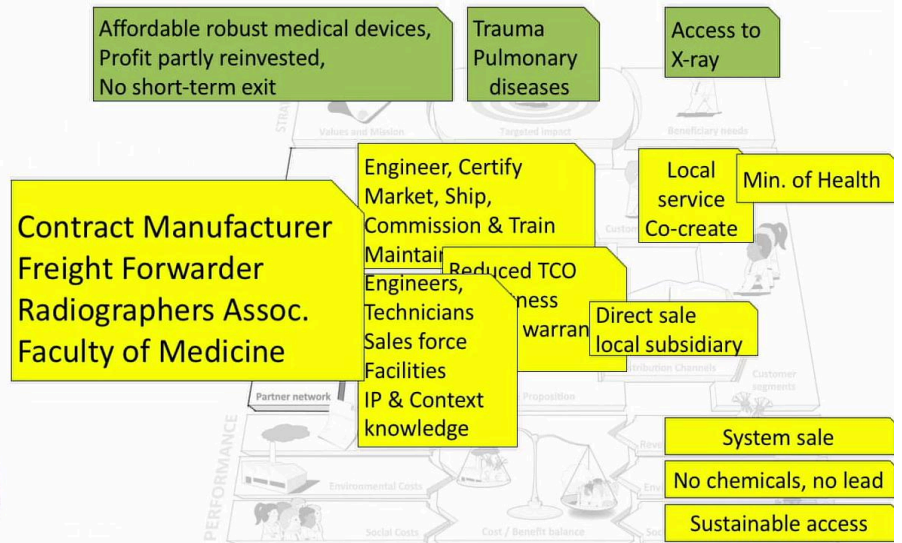 Affordable robust medical devices,
Profit partly reinvested,
No short-term exit
Trauma
Pulmonary
diseases
Access to
X-ray
Values and Mission
Targeted Impact
Beneficiary needs
Engineer, Certify
Market, Ship,
Commission & Train
Local
service
Co-create
Min. of Health
Contract Manufacturer
Freight Forwarder
Radiographers Assoc.
Faculty of Medicine
Reduced TCO
Engineers,
Technicians
Sales force
Facilities
IP & Context
knowledge
Direct sale
local subsidiary
Customer
segments
Partner network
Proposition
PERFORMANCE
System sale
No chemicals, no lead
Sustainable access
Environmental Costs
Social Costs
Cost / Benefit balance